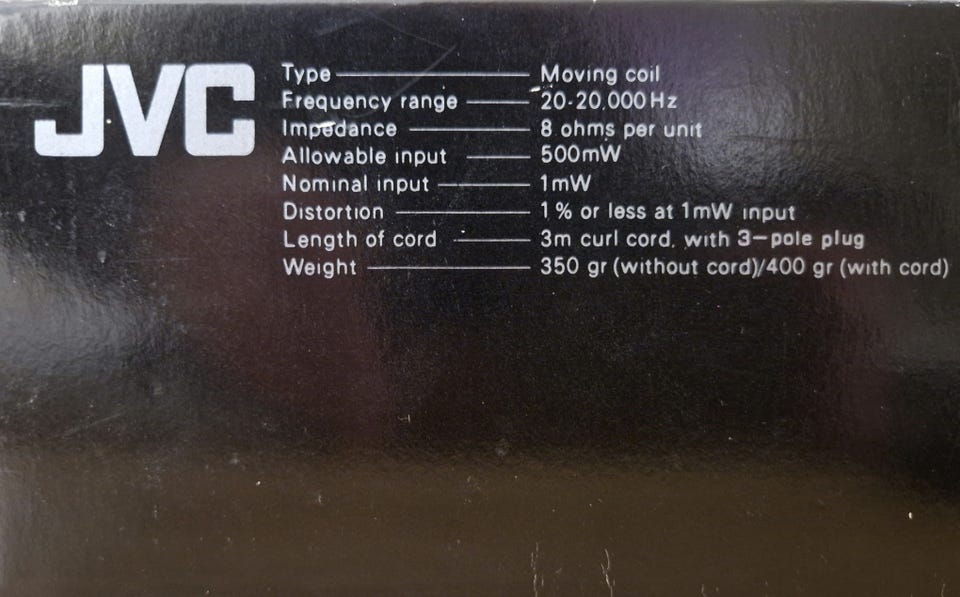 JVC
Type Moving coil
Frequency range 20-20,000Hz
Impedance 8 ohms per unit
Allowable input 500mW
Nominal input 1mW
Distortion 1% or less at 1mW input
Length of cord 3m curl cord, with 3-pole plug
Weight 350 gr (without cord)/400 gr (with cord)